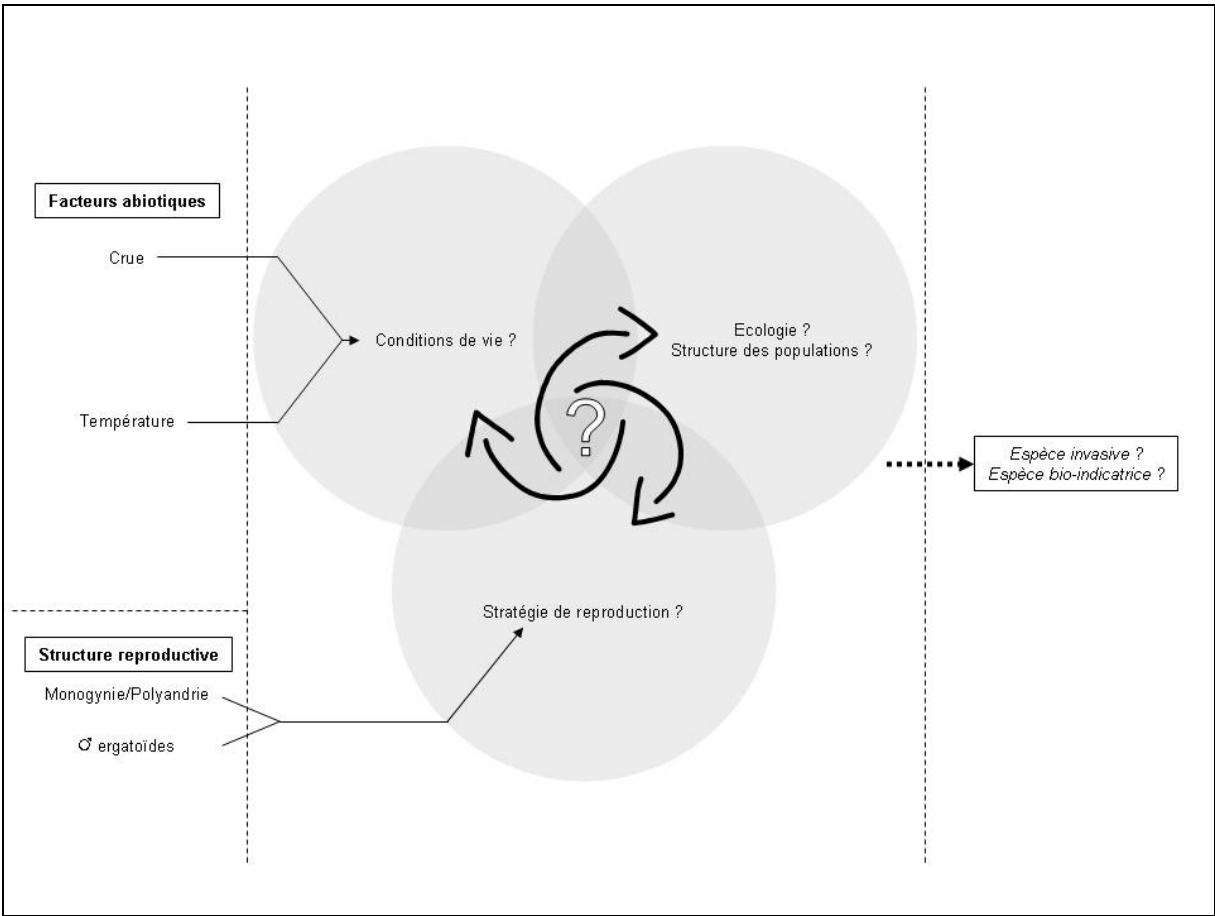 Facteurs abiotiques
Crue
Température
Conditions de vie ?
Ecologie ?
Structure des populations ?
?
Espèce invasive ?
Espèce bio-indicatrice ?
Stratégie de reproduction ?
Structure reproductive
Monogynie/Polyandrie
♂ ergatoïdes